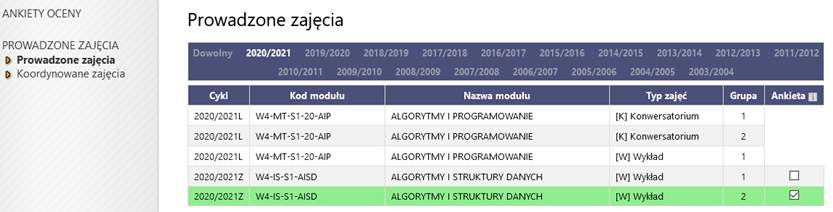 ANKIETY OCENY
PROWADZONE ZAJĘCIA
Prowadzone zajęcia
Koordynowane zajęcia
Prowadzone zajęcia
Dowolny 2020/2021 2019/2020 2018/2019 2017/2018 2016/2017 2015/2016 2014/2015 2013/2014 2012/2013 2011/2012
2010/2011 2009/2010 2008/2009 2007/2008 2006/2007 2005/2006 2004/2005 2003/2004
Cykl Kod modułu Nazwa modułu Typ zajęć Grupa Ankieta
2020/2021L W4-MT-S1-20-AIP ALGORYTMY I PROGRAMOWANIE [K] Konwersatorium 1
2020/2021L W4-MT-S1-20-AIP ALGORYTMY I PROGRAMOWANIE [K] Konwersatorium 2
2020/2021L W4-MT-S1-20-AIP ALGORYTMY I PROGRAMOWANIE [W] Wykład 1
2020/2021Z W4-IS-S1-AISD ALGORYTMY I STRUKTURY DANYCH [W] Wykład 1
2020/2021Z W4-IS-S1-AISD ALGORYTMY I STRUKTURY DANYCH [W] Wykład 2